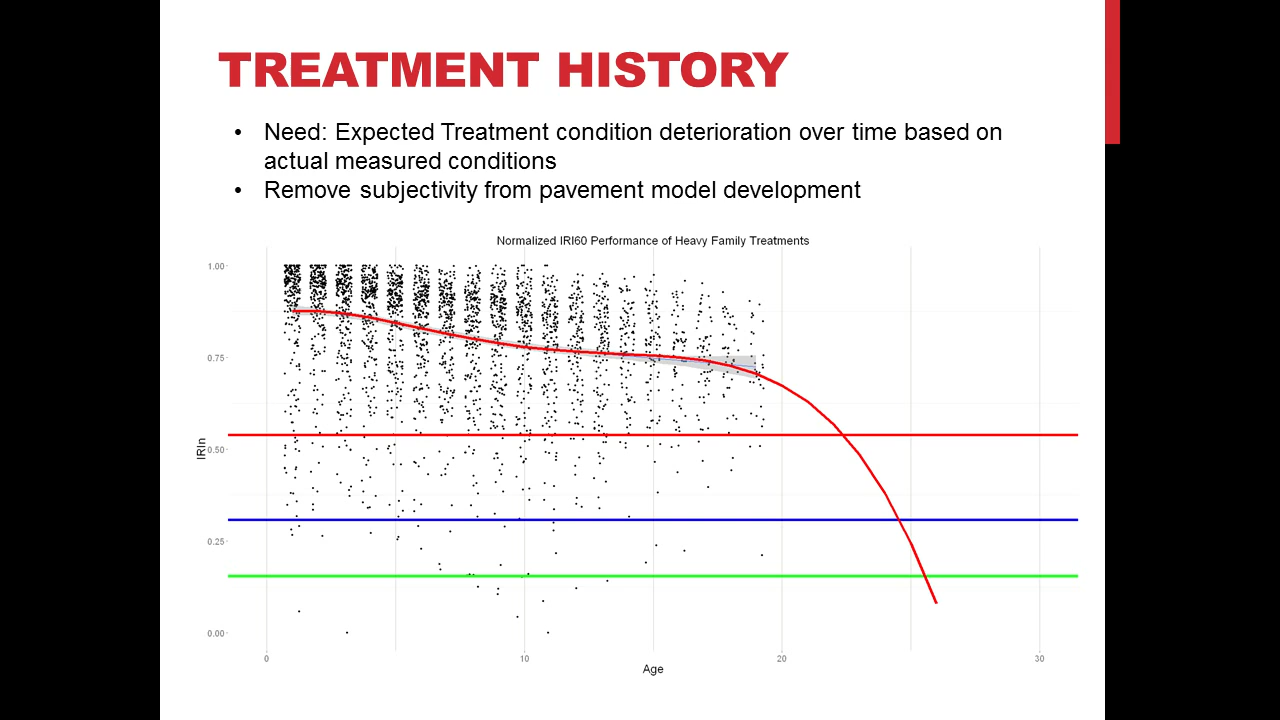 TREATMENT HISTORY
• Need: Expected Treatment condition deterioration over time based on
actual measured conditions
• Remove subjectivity from pavement model development
Normalized IRI60 Performance of Heavy Family Treatments
1.00
0.75
0.50
0.25
0.00
IRIn
0
10
20
30
Age